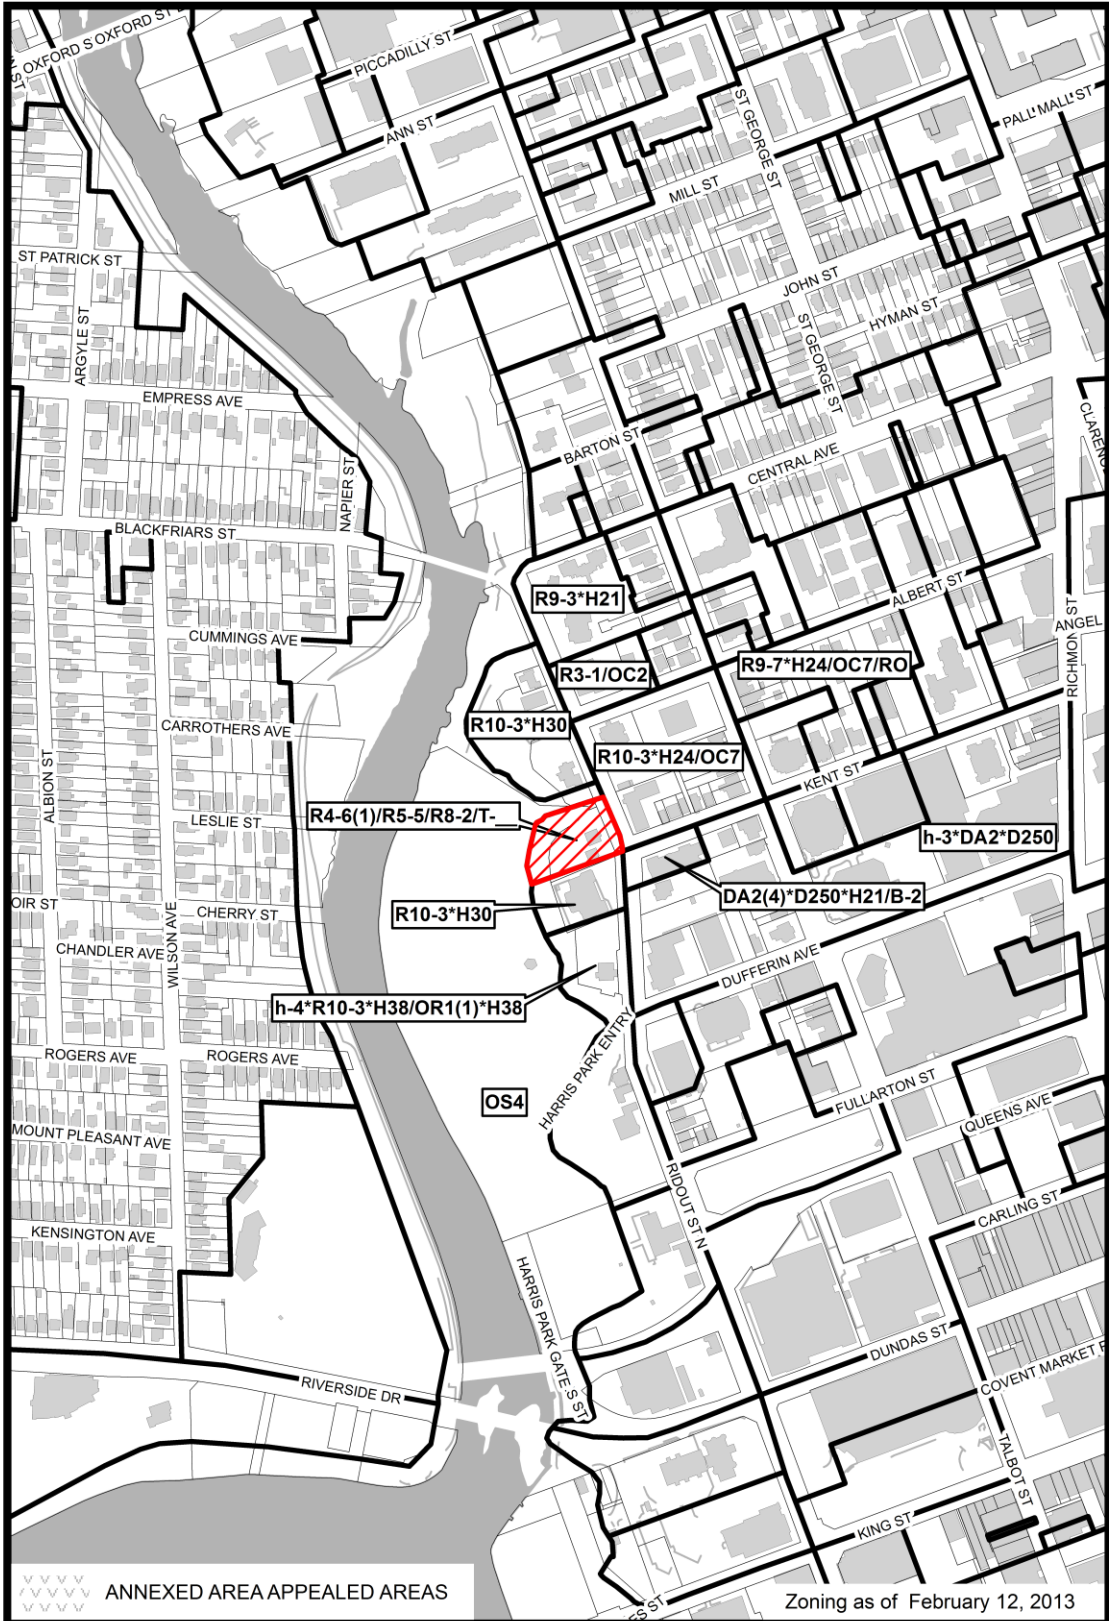 OXFORD S OXFORD ST
PICCADILLY ST
ANN ST
ST GEORGE ST
PALL MALL ST
MILL ST
ST PATRICK ST
ARGYLE ST
JOHN ST
HYMAN ST
ST GEORGE ST
EMPRESS AVE
BARTON ST
CENTRAL AVE
NAPIER ST
BLACKFRIARS ST
R9-3*H21
ALBERT ST
ANGEL
CUMMINGS AVE
RICHMOND ST
R3-1/OC2
R9-7*H24/OC7/RO
CARROTHERS AVE
R10-3*H30
R10-3*H24/OC7
ALBION ST
KENT ST
LESLIE ST
R4-6(1)/R5-5/R8-2/T-__
h-3*DA2*D250
DA2(4)*D250*H21/B-2
OIR ST
CHERRY ST
R10-3*H30
WILSON AVE
CHANDLER AVE
DUFFERIN AVE
h-4*R10-3*H38/OR1(1)*H38
ROGERS AVE
ROGERS AVE
HARRIS PARK ENTRY
FULLARTON ST
OS4
QUEENS AVE
MOUNT PLEASANT AVE
RIDOUT ST N
CARLING ST
KENSINGTON AVE
HARRIS PARK GATE S ST
DUNDAS ST
COVENT MARKET P
RIVERSIDE DR
TALBOT ST
KING ST
ES ST
ANNEXED AREA APPEALED AREAS
Zoning as of February 12, 2013